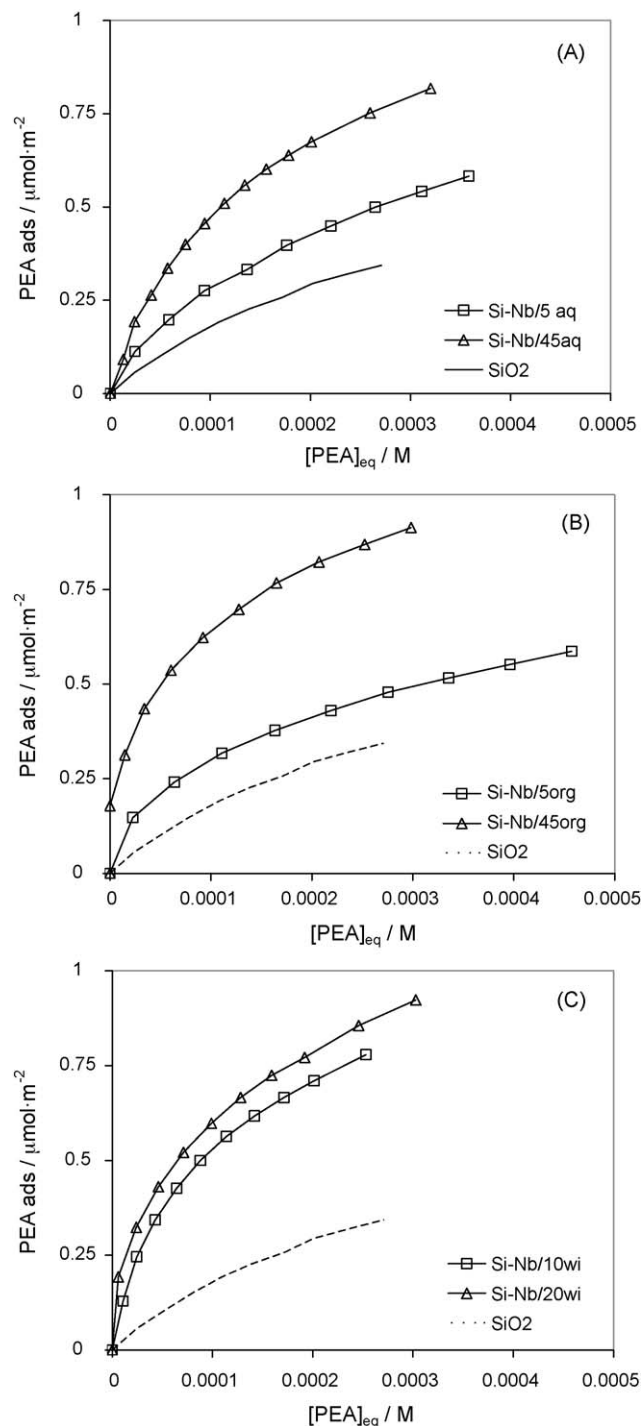 1
(A)
0.75
0.5
0.25
0
PEA ads / μmol·m⁻²
Si-Nb/5 aq
Si-Nb/45aq
SiO2
0 0.0001 0.0002 0.0003 0.0004 0.0005
[PEA]eq / M
1
(B)
0.75
0.5
0.25
0
PEA ads / μmol·m⁻²
Si-Nb/5org
Si-Nb/45org
SiO2
0 0.0001 0.0002 0.0003 0.0004 0.0005
[PEA]eq / M
1
(C)
0.75
0.5
0.25
0
PEA ads / μmol·m⁻²
Si-Nb/10wi
Si-Nb/20wi
SiO2
0 0.0001 0.0002 0.0003 0.0004 0.0005
[PEA]eq / M